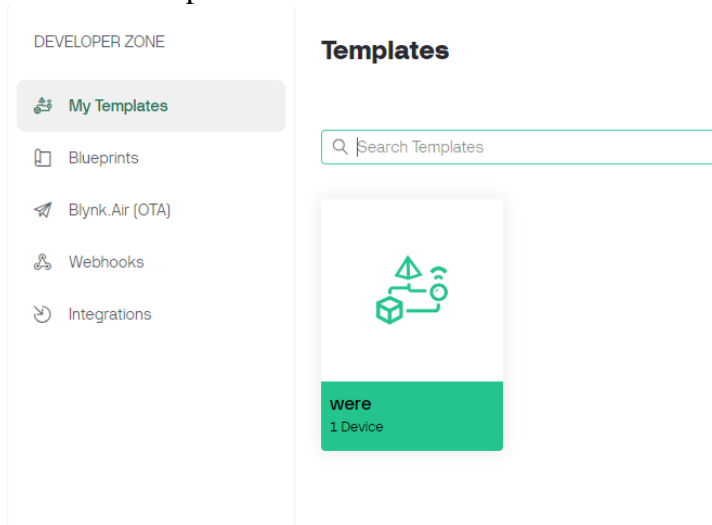 DEVELOPER ZONE
My Templates
Blueprints
Blynk.Air (OTA)
Webhooks
Integrations
Templates
Search Templates
were
1 Device